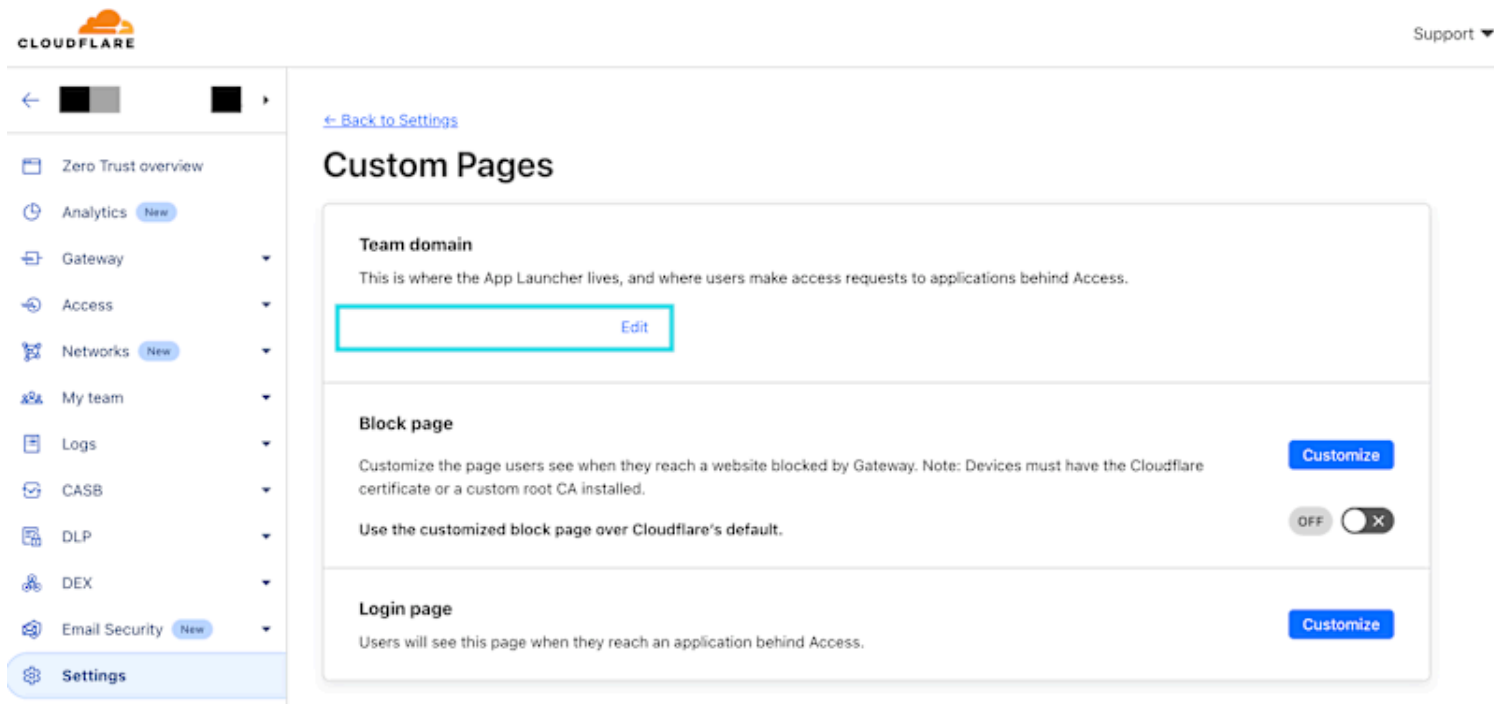 CLOUDFLARE
Support
Zero Trust overview
Analytics New
Gateway
Access
Networks New
My team
Logs
CASB
DLP
DEX
Email Security New
Settings
← Back to Settings
Custom Pages
Team domain
This is where the App Launcher lives, and where users make access requests to applications behind Access.
Edit
Block page
Customize the page users see when they reach a website blocked by Gateway. Note: Devices must have the Cloudflare
certificate or a custom root CA installed.
Customize
Use the customized block page over Cloudflare's default.
OFF
Login page
Users will see this page when they reach an application behind Access.
Customize